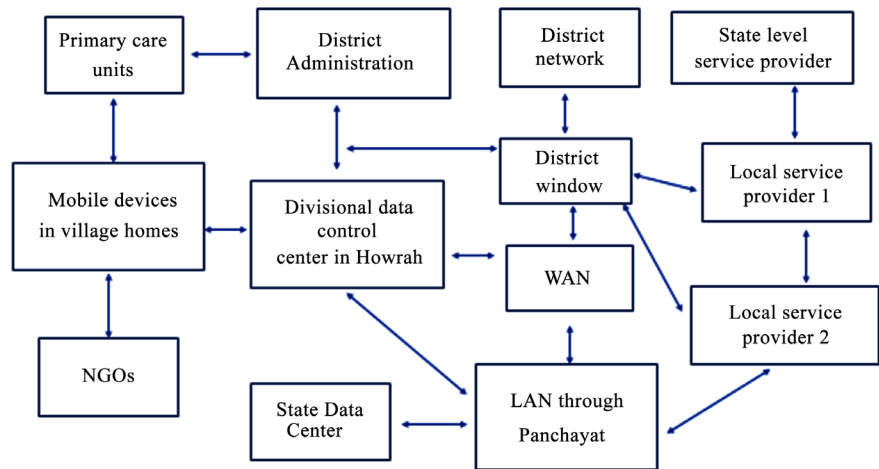 Primary care
units
District
Administration
District
network
State level
service provider
Mobile devices
in village homes
Divisional data
control
center in Howrah
District
window
Local service
provider 1
WAN
Local service
provider 2
NGOs
State Data
Center
LAN through
Panchayat